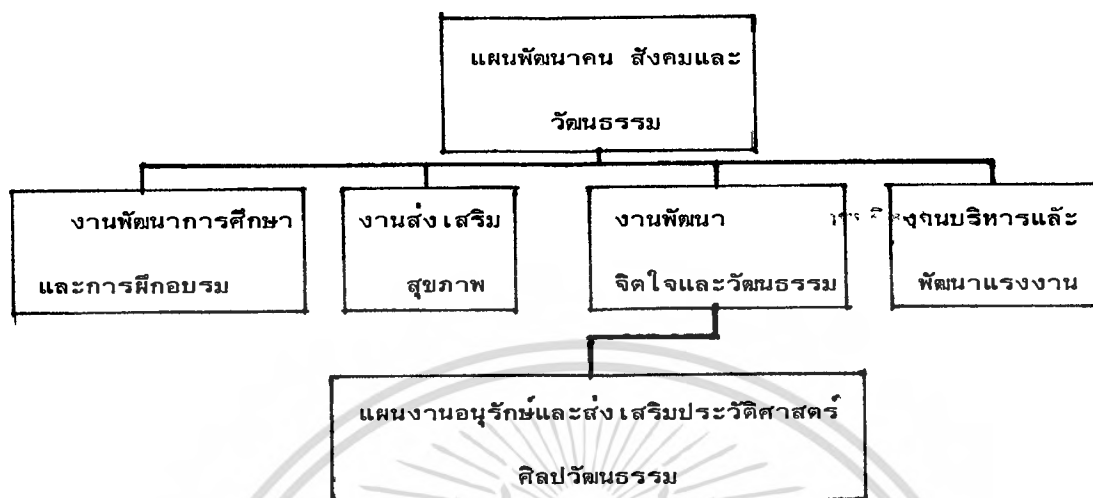 แผนพัฒนาคน สังคมและ
วัฒนธรรม
งานพัฒนาการศึกษา
และการฝึกอบรม
งานส่งเสริม
สุขภาพ
งานพัฒนา
จิตใจและวัฒนธรรม
งานบริหารและ
พัฒนาแรงงาน
แผนงานอนุรักษ์และส่งเสริมประวัติศาสตร์
ศิลปวัฒนธรรม